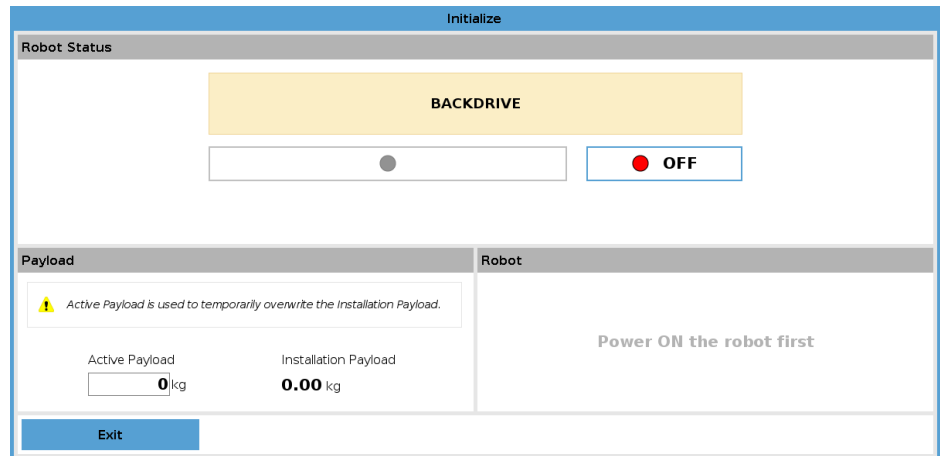 Initialize
Robot Status
BACKDRIVE
OFF
Payload
Robot
Active Payload is used to temporarily overwrite the Installation Payload.
Power ON the robot first
Active Payload
Installation Payload
0 kg
0.00 kg
Exit